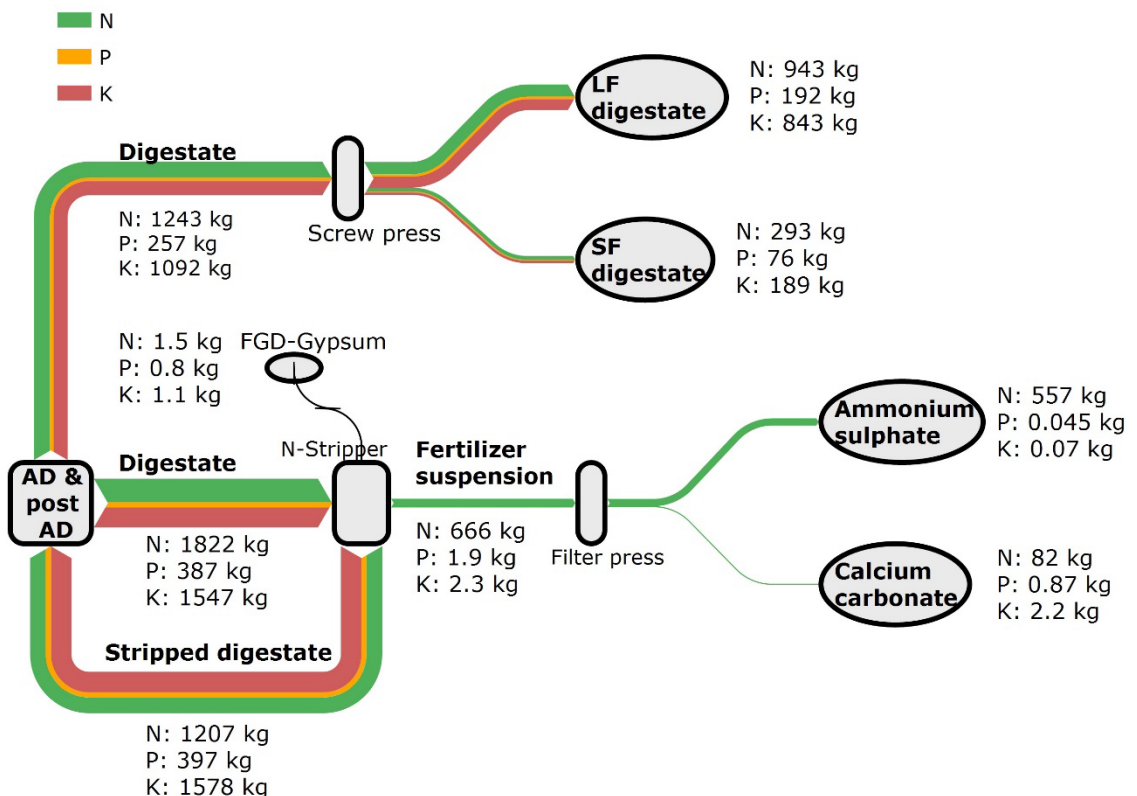 N
P
K
LF
digestate
N: 943 kg
P: 192 kg
K: 843 kg
Digestate
N: 1243 kg
P: 257 kg
K: 1092 kg
Screw press
SF
digestate
N: 293 kg
P: 76 kg
K: 189 kg
N: 1.5 kg
P: 0.8 kg
K: 1.1 kg
FGD-Gypsum
N-Stripper
AD &
post
AD
Digestate
N: 1822 kg
P: 387 kg
K: 1547 kg
Fertilizer
suspension
N: 666 kg
P: 1.9 kg
K: 2.3 kg
Filter press
Ammonium
sulphate
N: 557 kg
P: 0.045 kg
K: 0.07 kg
Calcium
carbonate
N: 82 kg
P: 0.87 kg
K: 2.2 kg
Stripped digestate
N: 1207 kg
P: 397 kg
K: 1578 kg